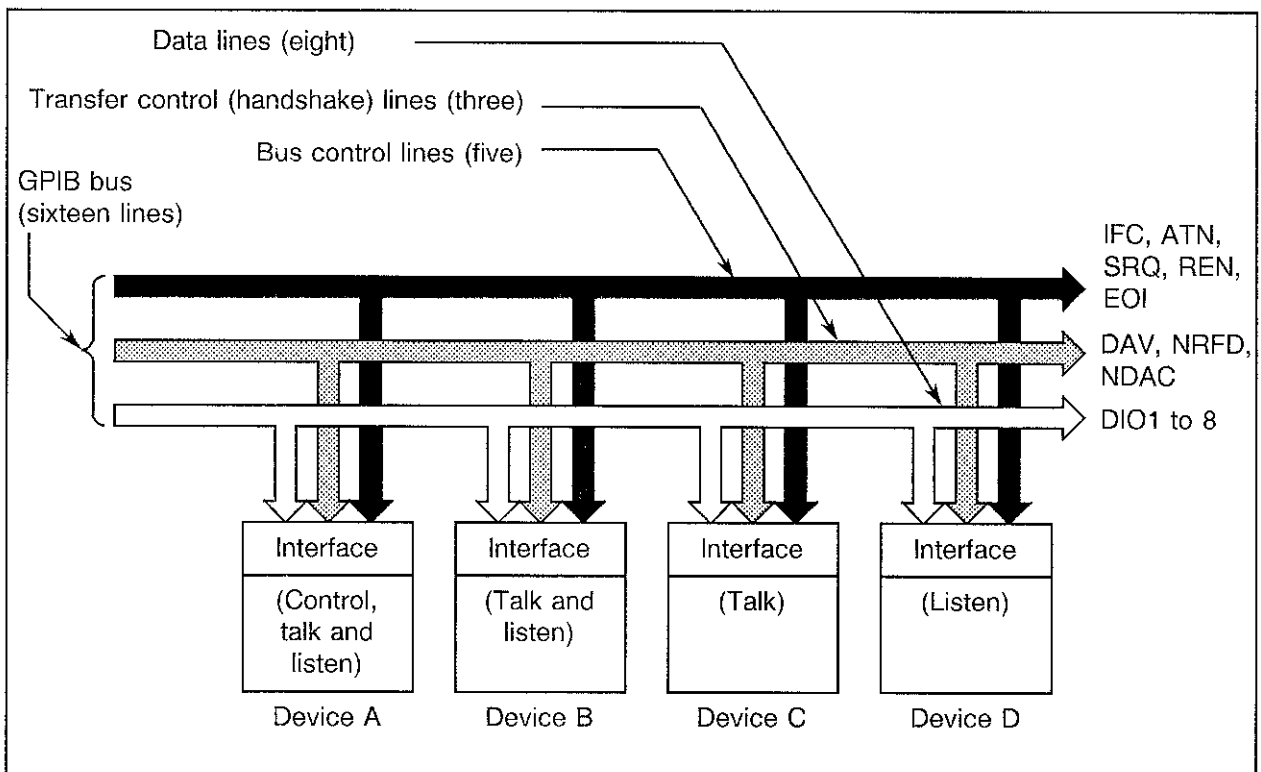 Data lines (eight)
Transfer control (handshake) lines (three)
Bus control lines (five)
GPIB bus
(sixteen lines)
IFC, ATN,
SRQ, REN,
EOI
DAV, NRFD,
NDAC
DIO1 to 8
Interface
(Control,
talk and
listen)
Device A
Interface
(Talk and
listen)
Device B
Interface
(Talk)
Device C
Interface
(Listen)
Device D